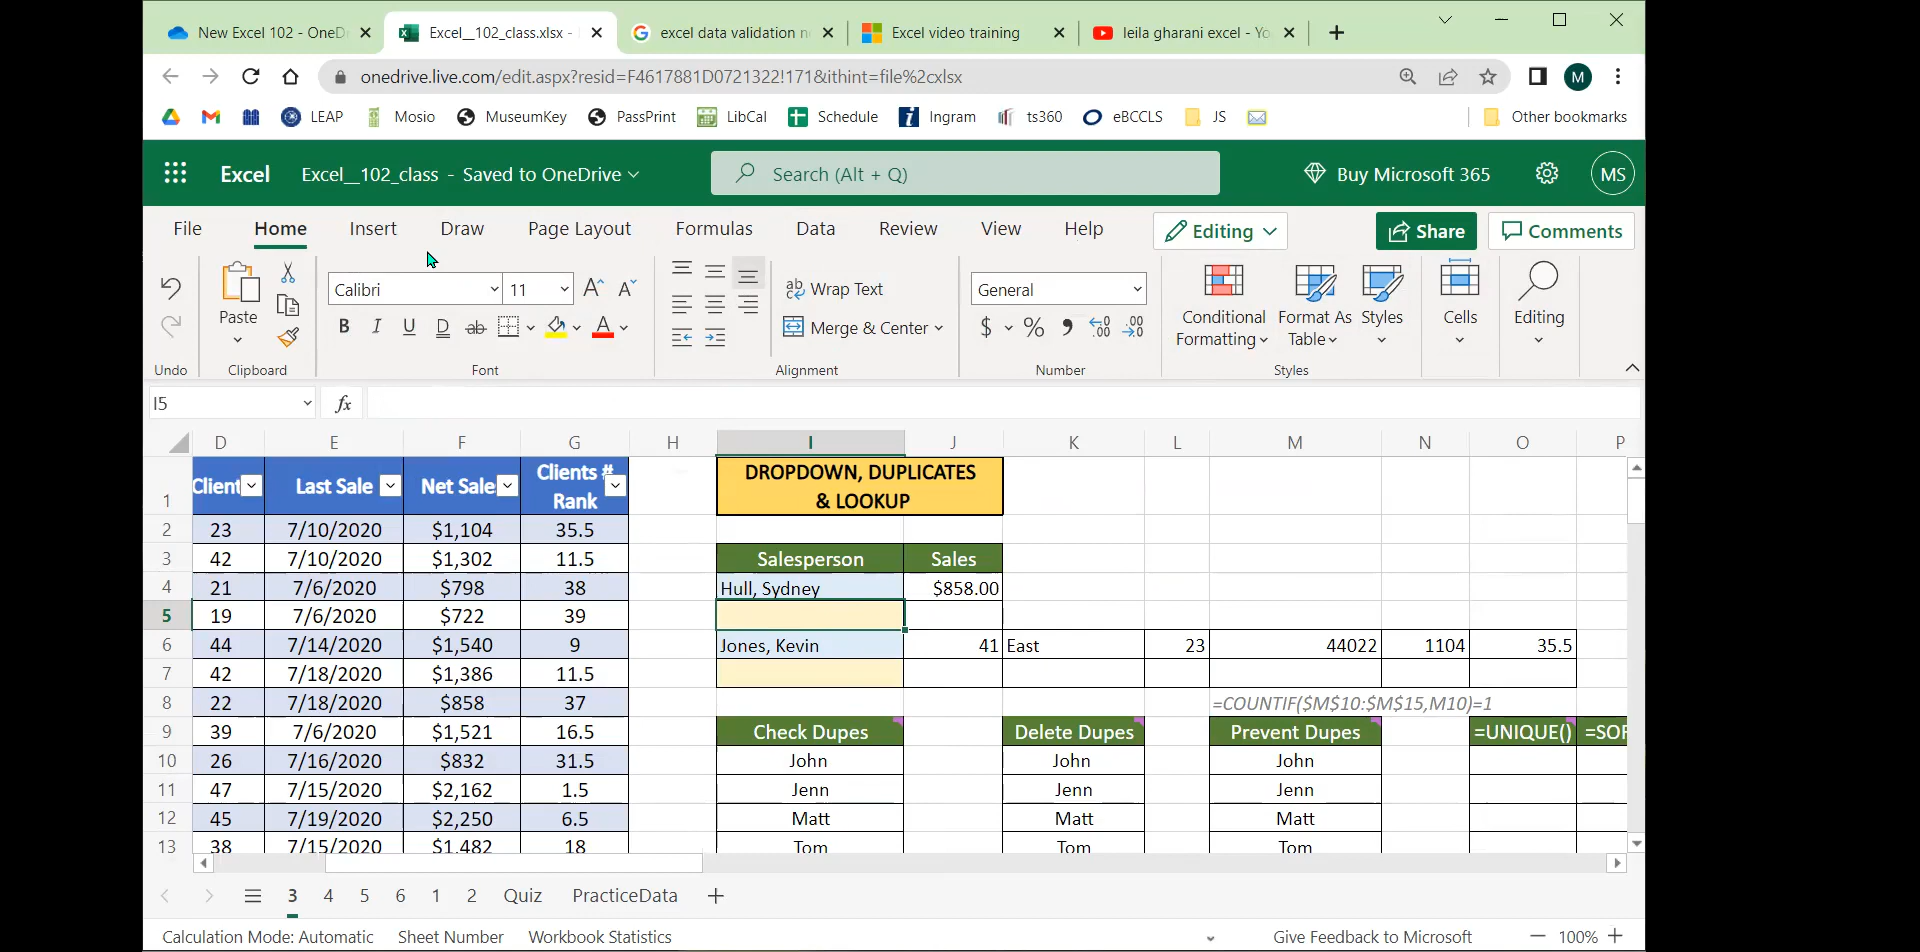 New Excel 102 - OneD
Excel__102_class.xlsx -
excel data validation n
Excel video training
leila gharani excel - Yo
onedrive.live.com/edit.aspx?resid=F4617881D0721322!171&ithint=file%2cxlsx
M
LEAP
Mosio
MuseumKey
PassPrint
LibCal
Schedule
Ingram
ts360
eBCCLS
JS
Other bookmarks
Excel
Excel__102_class - Saved to OneDrive
Search (Alt + Q)
Buy Microsoft 365
MS
File
Home
Insert
Draw
Page Layout
Formulas
Data
Review
View
Help
Editing
Share
Comments
Paste
Calibri
11
Wrap Text
Merge & Center
General
Conditional Formatting
Format As Table
Styles
Cells
Editing
Undo
Clipboard
Font
Alignment
Number
Styles
I5
fx
D E F G H I J K L M N O P
1 Client Last Sale Net Sale Clients # Rank DROPDOWN, DUPLICATES & LOOKUP
2 23 7/10/2020 $1,104 35.5
3 42 7/10/2020 $1,302 11.5 Salesperson Sales
4 21 7/6/2020 $798 38 Hull, Sydney $858.00
5 19 7/6/2020 $722 39
6 44 7/14/2020 $1,540 9 Jones, Kevin 41 East 23 44022 1104 35.5
7 42 7/18/2020 $1,386 11.5
8 22 7/18/2020 $858 37 =COUNTIF($M$10:$M$15,M10)=1
9 39 7/6/2020 $1,521 16.5 Check Dupes Delete Dupes Prevent Dupes =UNIQUE() =SOR
10 26 7/16/2020 $832 31.5 John John John
11 47 7/15/2020 $2,162 1.5 Jenn Jenn Jenn
12 45 7/19/2020 $2,250 6.5 Matt Matt Matt
13 38 7/15/2020 $1,482 18 Tom Tom Tom
3 4 5 6 1 2 Quiz PracticeData
Calculation Mode: Automatic Sheet Number Workbook Statistics Give Feedback to Microsoft 100%